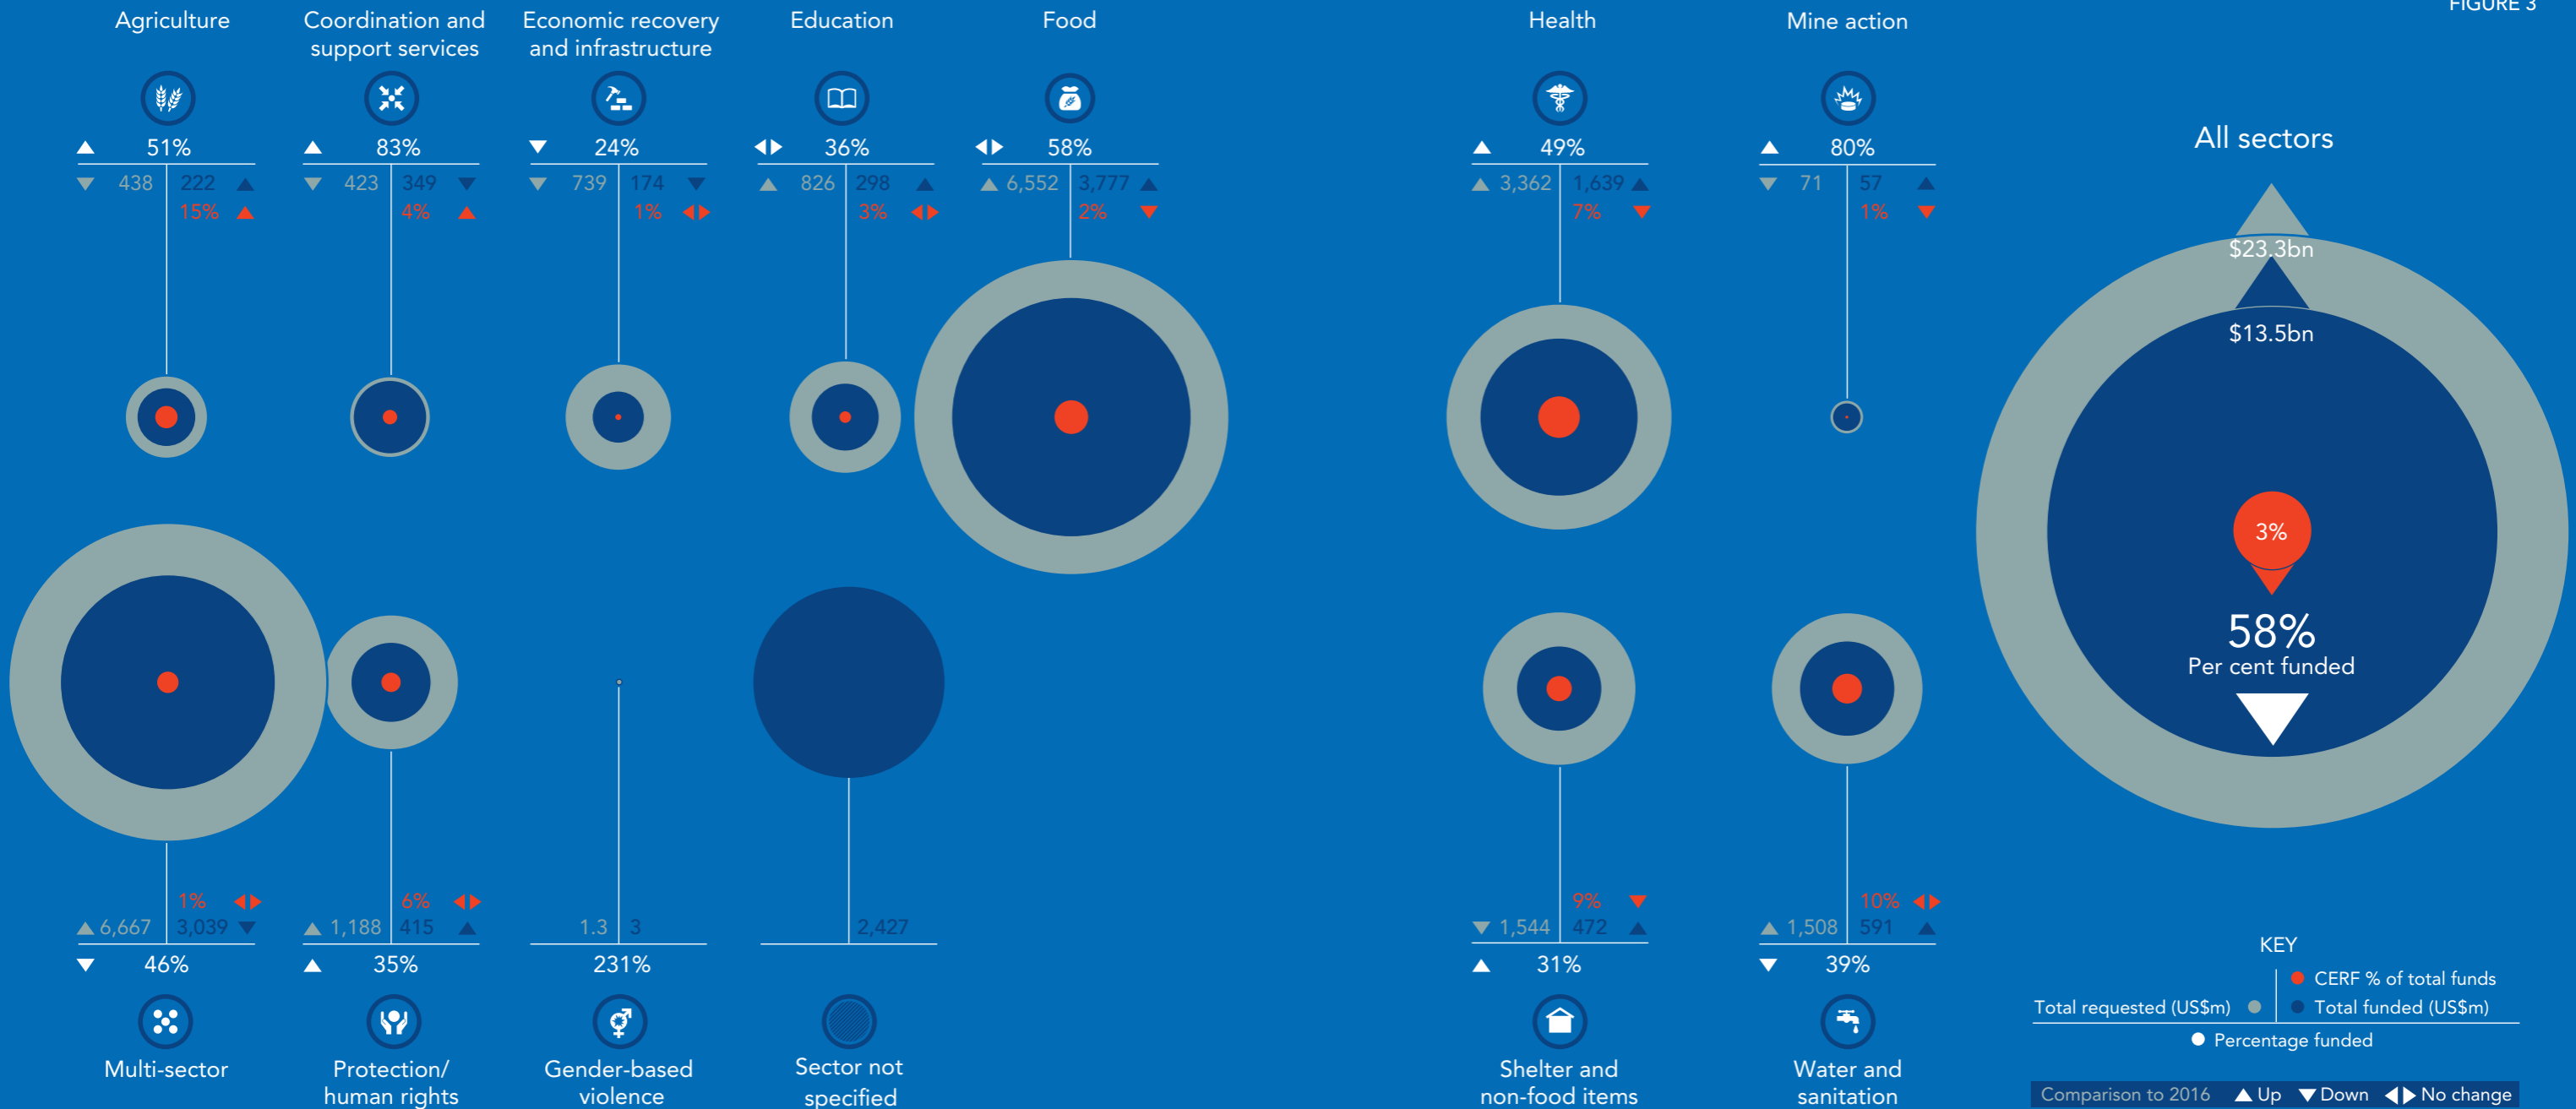 FIGURE 3
Agriculture
51%
438 222
15%
Coordination and
support services
83%
423 349
4%
Economic recovery
and infrastructure
24%
739 174
1%
Education
36%
826 298
3%
Food
58%
6,552 3,777
2%
Health
49%
3,362 1,639
7%
Mine action
80%
71 57
1%
All sectors
$23.3bn
$13.5bn
3%
58%
Per cent funded
1%
6,667 3,039
46%
Multi-sector
6%
1,188 415
35%
Protection/
human rights
1.3 3
231%
Gender-based
violence
2,427
Sector not
specified
9%
1,544 472
31%
Shelter and
non-food items
10%
1,508 591
39%
Water and
sanitation
KEY
CERF % of total funds
Total requested (US$m) Total funded (US$m)
Percentage funded
Comparison to 2016 Up Down No change